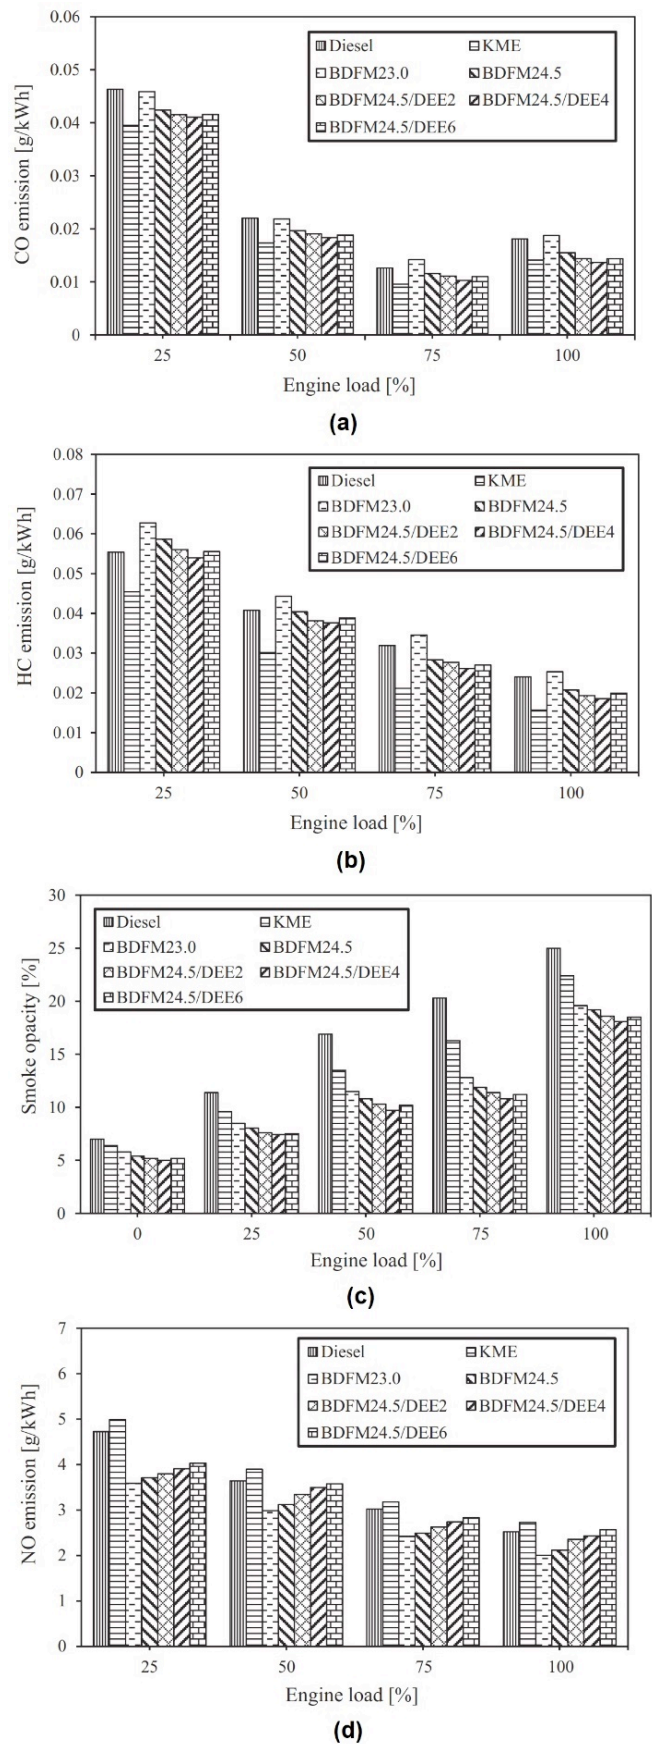 0.06
0.05
0.04
0.03
0.02
0.01
0
CO emission [g/kWh]
Diesel KME
BDFM23.0 BDFM24.5
BDFM24.5/DEE2 BDFM24.5/DEE4
BDFM24.5/DEE6
25 50 75 100
Engine load [%]
(a)
0.08
0.07
0.06
0.05
0.04
0.03
0.02
0.01
0
HC emission [g/kWh]
Diesel KME
BDFM23.0 BDFM24.5
BDFM24.5/DEE2 BDFM24.5/DEE4
BDFM24.5/DEE6
25 50 75 100
Engine load [%]
(b)
30
25
20
15
10
5
0
Smoke opacity [%]
Diesel KME
BDFM23.0 BDFM24.5
BDFM24.5/DEE2 BDFM24.5/DEE4
BDFM24.5/DEE6
0 25 50 75 100
Engine load [%]
(c)
7
6
5
4
3
2
1
0
NO emission [g/kWh]
Diesel KME
BDFM23.0 BDFM24.5
BDFM24.5/DEE2 BDFM24.5/DEE4
BDFM24.5/DEE6
25 50 75 100
Engine load [%]
(d)